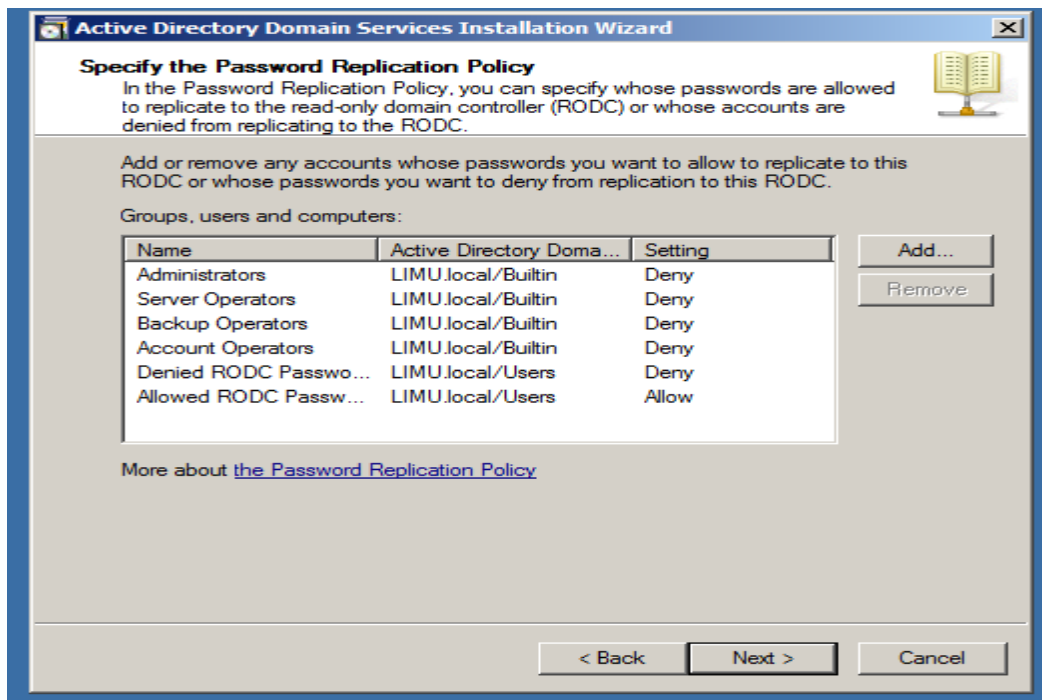 Active Directory Domain Services Installation Wizard
Specify the Password Replication Policy
In the Password Replication Policy, you can specify whose passwords are allowed
to replicate to the read-only domain controller (RODC) or whose accounts are
denied from replicating to the RODC.
Add or remove any accounts whose passwords you want to allow to replicate to this
RODC or whose passwords you want to deny from replication to this RODC.
Groups, users and computers:
Name Active Directory Doma... Setting
Administrators LIMU.local/Builtin Deny
Server Operators LIMU.local/Builtin Deny
Backup Operators LIMU.local/Builtin Deny
Account Operators LIMU.local/Builtin Deny
Denied RODC Passwo... LIMU.local/Users Deny
Allowed RODC Passw... LIMU.local/Users Allow
Add...
Remove
More about the Password Replication Policy
< Back Next > Cancel